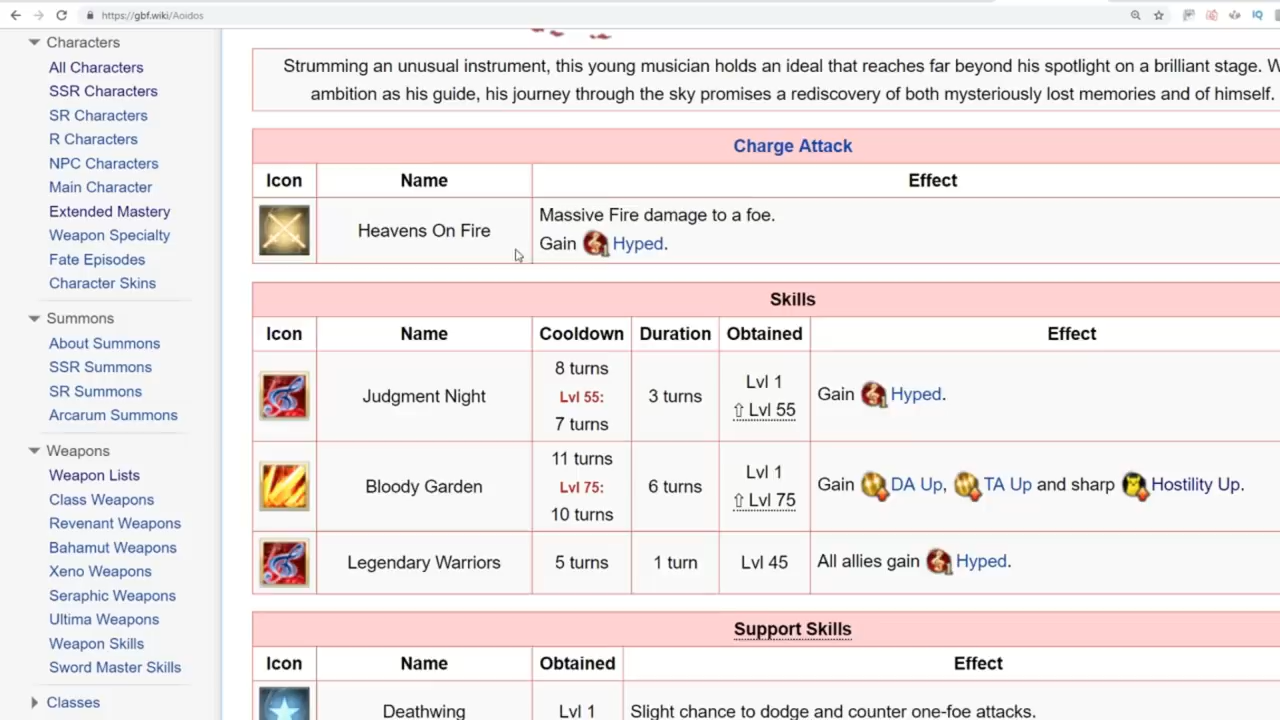 https://gbf.wiki/Aoidos
Characters
All Characters
SSR Characters
SR Characters
R Characters
NPC Characters
Main Character
Extended Mastery
Weapon Specialty
Fate Episodes
Character Skins
Summons
About Summons
SSR Summons
SR Summons
Arcarum Summons
Weapons
Weapon Lists
Class Weapons
Revenant Weapons
Bahamut Weapons
Xeno Weapons
Seraphic Weapons
Ultima Weapons
Weapon Skills
Sword Master Skills
Classes
Strumming an unusual instrument, this young musician holds an ideal that reaches far beyond his spotlight on a brilliant stage. W
ambition as his guide, his journey through the sky promises a rediscovery of both mysteriously lost memories and of himself.
Charge Attack
Icon Name Effect
Heavens On Fire
Massive Fire damage to a foe.
Gain Hyped.
Skills
Icon Name Cooldown Duration Obtained Effect
Judgment Night
8 turns
Lvl 55:
7 turns
3 turns
Lvl 1
⇧ Lvl 55
Gain Hyped.
Bloody Garden
11 turns
Lvl 75:
10 turns
6 turns
Lvl 1
⇧ Lvl 75
Gain DA Up, TA Up and sharp Hostility Up.
Legendary Warriors
5 turns
1 turn
Lvl 45
All allies gain Hyped.
Support Skills
Icon Name Obtained Effect
Deathwing
Lvl 1
Slight chance to dodge and counter one-foe attacks.